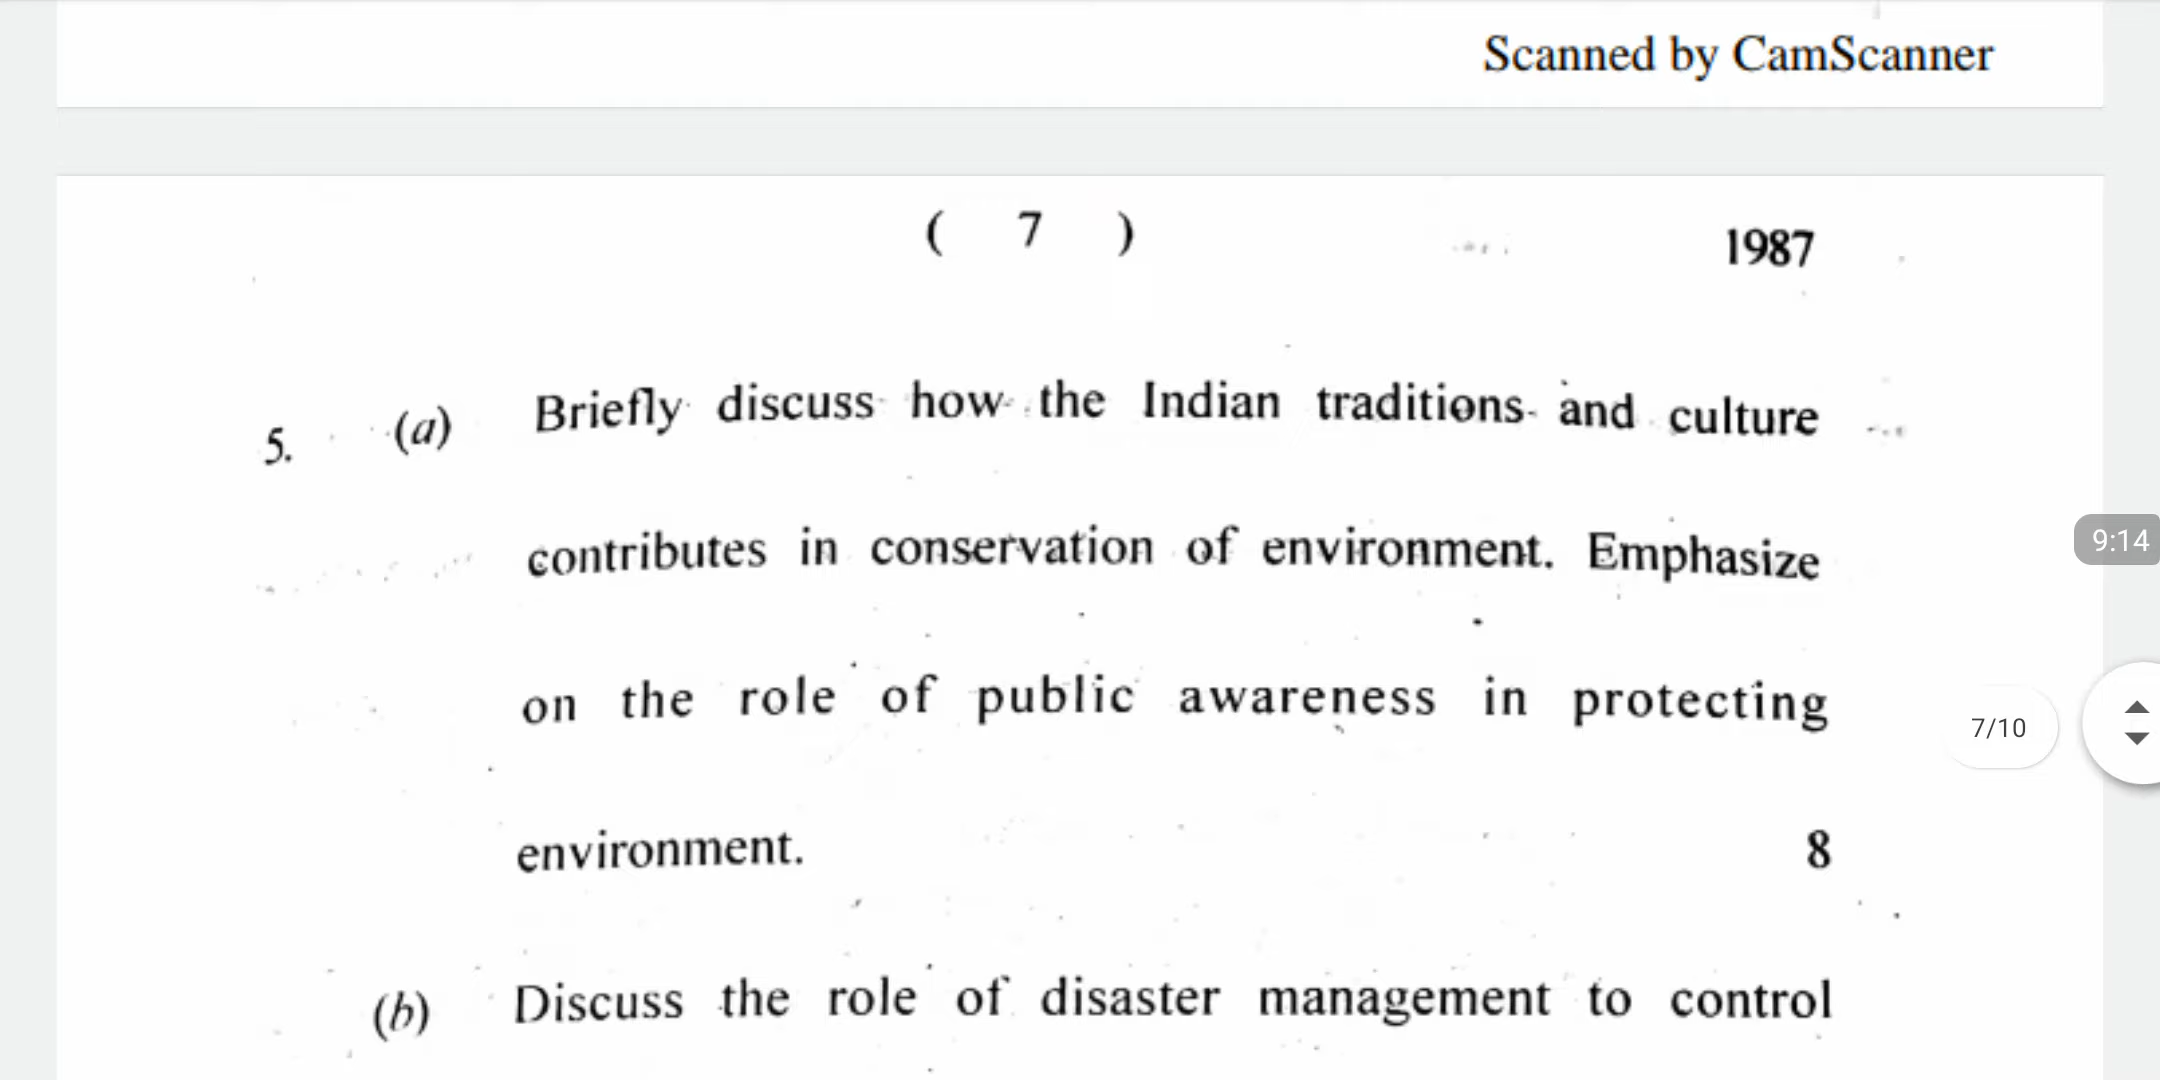 Scanned by CamScanner
( 7 )
1987
5. (a) Briefly discuss how the Indian traditions and culture
contributes in conservation of environment. Emphasize
9:14
on the role of public awareness in protecting
7/10
environment. 8
(b) Discuss the role of disaster management to control